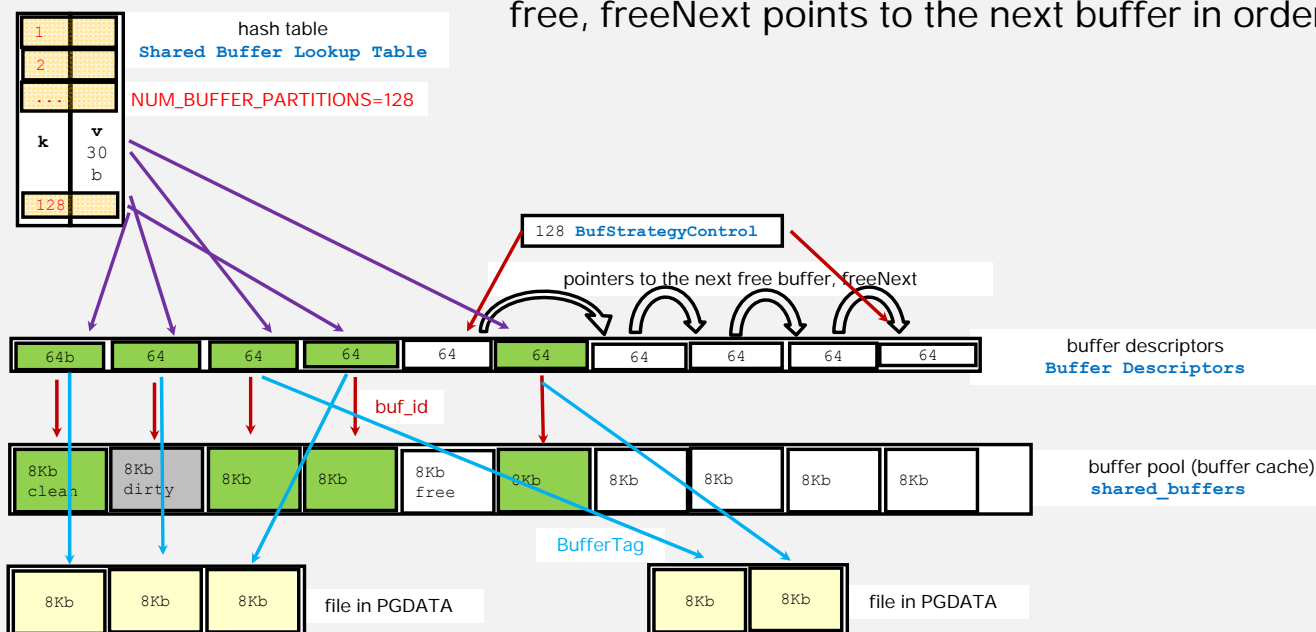 free, freeNext points to the next buffer in order
1
hash table
Shared Buffer Lookup Table
2
...
NUM_BUFFER_PARTITIONS=128
k
v
30
b
128
128 BufStrategyControl
pointers to the next free buffer, freeNext
64b
64
64
64
64
64
64
64
64
64
buffer descriptors
Buffer Descriptors
buf_id
8Kb
clean
8Kb
dirty
8Kb
8Kb
8Kb
free
8Kb
8Kb
8Kb
8Kb
8Kb
buffer pool (buffer cache)
shared_buffers
BufferTag
8Kb
8Kb
8Kb
file in PGDATA
8Kb
8Kb
file in PGDATA